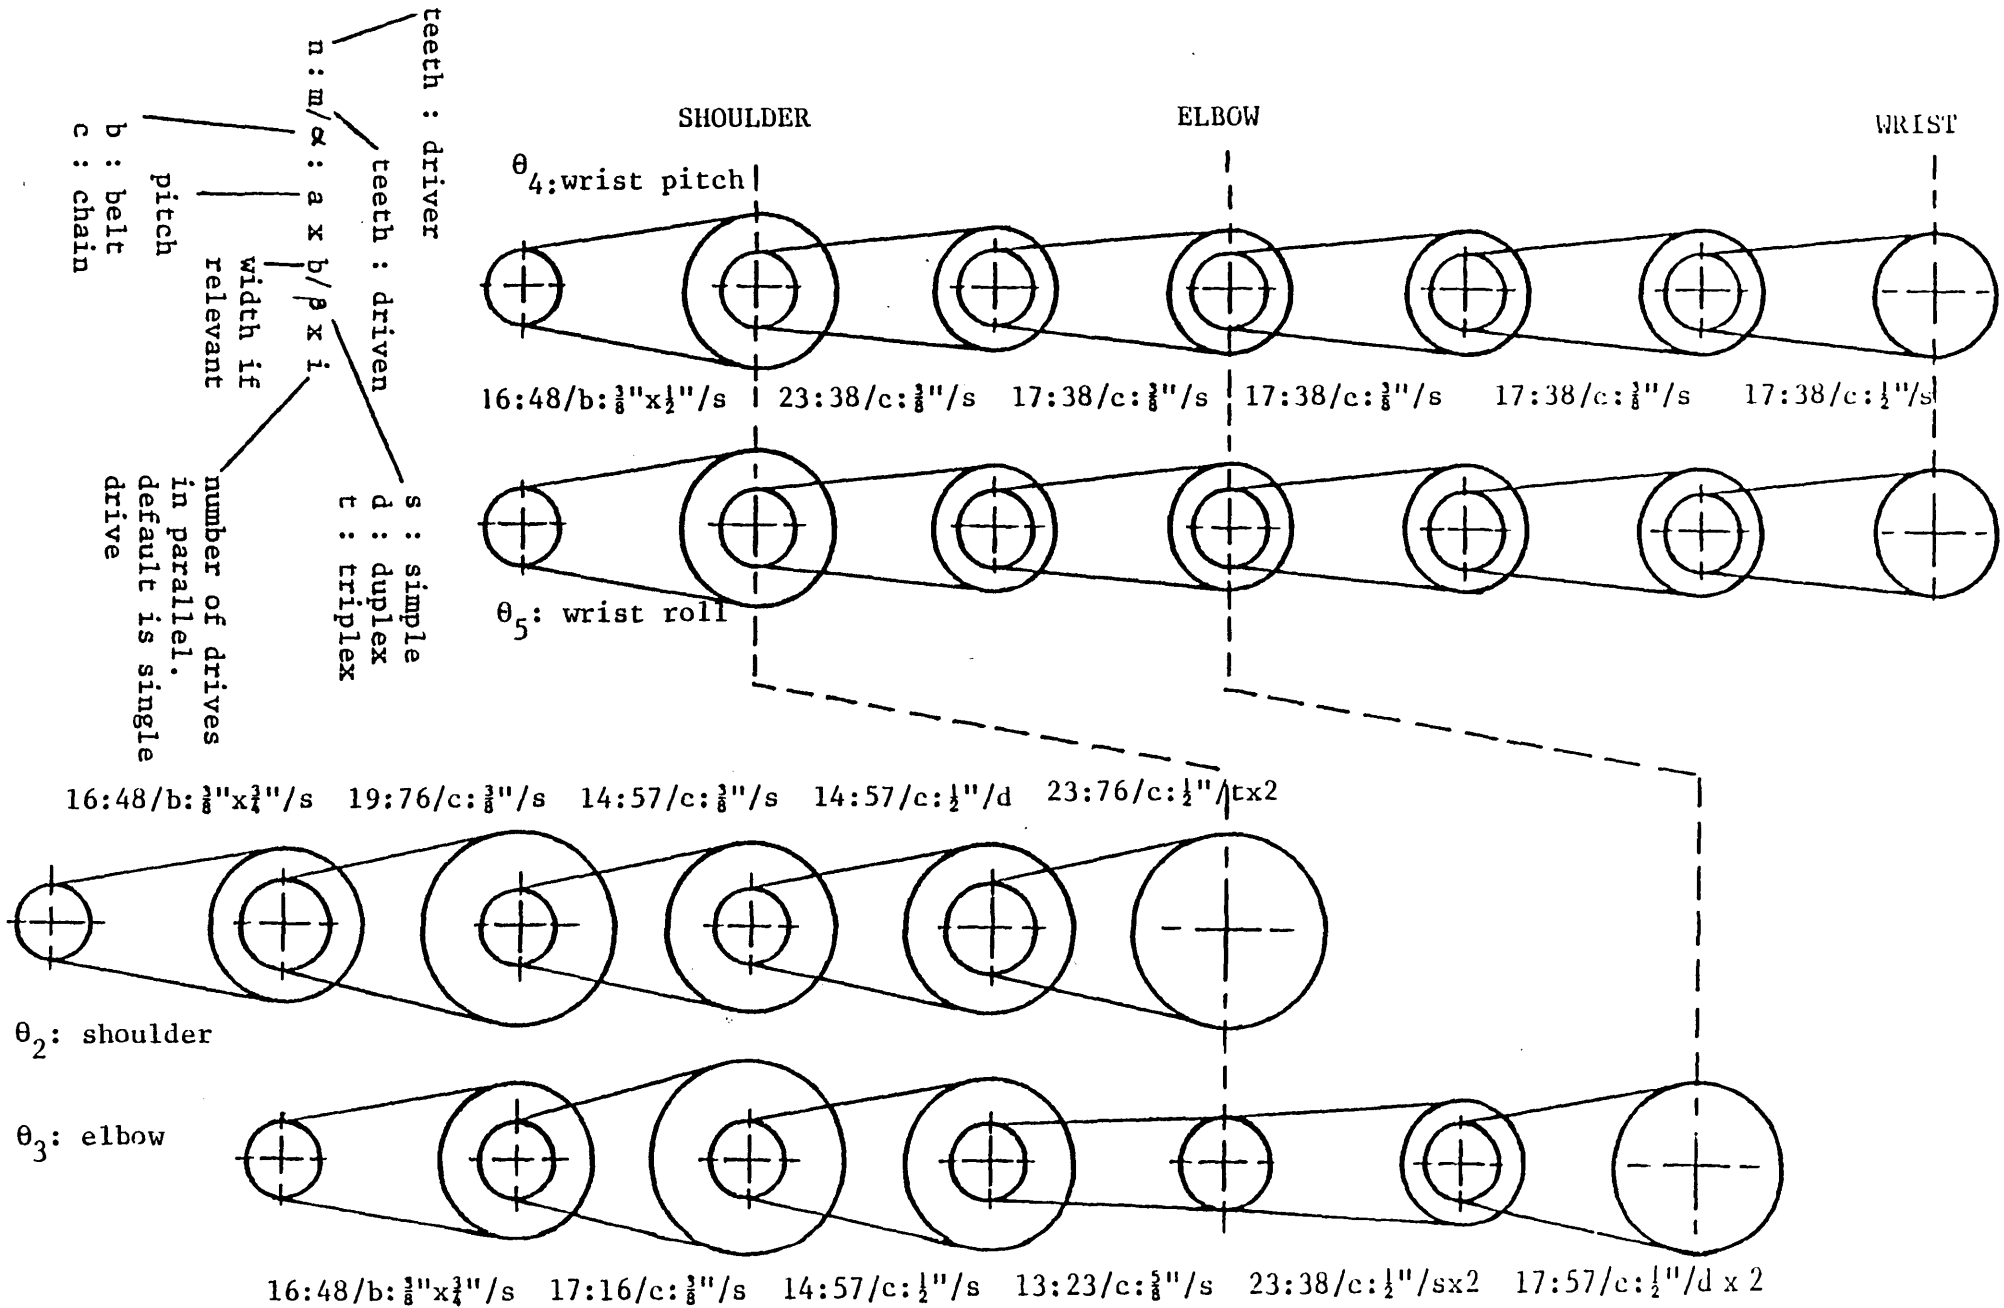 teeth : driver
n : m/α : a x b/β x i
teeth : driven
b : belt
c : chain
pitch
width if
relevant
s : simple
d : duplex
t : triplex
number of drives
in parallel.
default is single
drive
SHOULDER
ELBOW
WRIST
θ4:wrist pitch
16:48/b:⅜"x½"/s 23:38/c:⅜"/s 17:38/c:⅜"/s 17:38/c:⅜"/s 17:38/c:⅜"/s 17:38/c:½"/s
θ5: wrist roll
16:48/b:⅜"x¾"/s 19:76/c:⅜"/s 14:57/c:⅜"/s 14:57/c:½"/d 23:76/c:½"/tx2
θ2: shoulder
θ3: elbow
16:48/b:⅜"x¾"/s 17:16/c:⅜"/s 14:57/c:½"/s 13:23/c:⅝"/s 23:38/c:½"/sx2 17:57/c:½"/d x 2